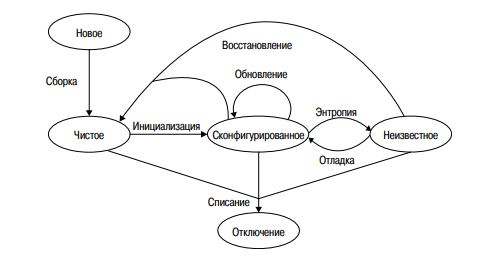 Новое
Восстановление
Сборка
Обновление
Энтропия
Чистое
Инициализация
Сконфигурированное
Неизвестное
Отладка
Списание
Отключение